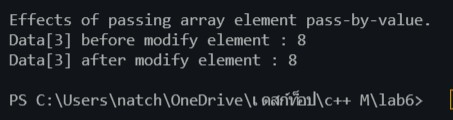 Effects of passing array element pass-by-value.
Data[3] before modify element : 8
Data[3] after modify element : 8
PS C:\Users\natch\OneDrive\เดสก์ท็อป\c++ M\lab6>